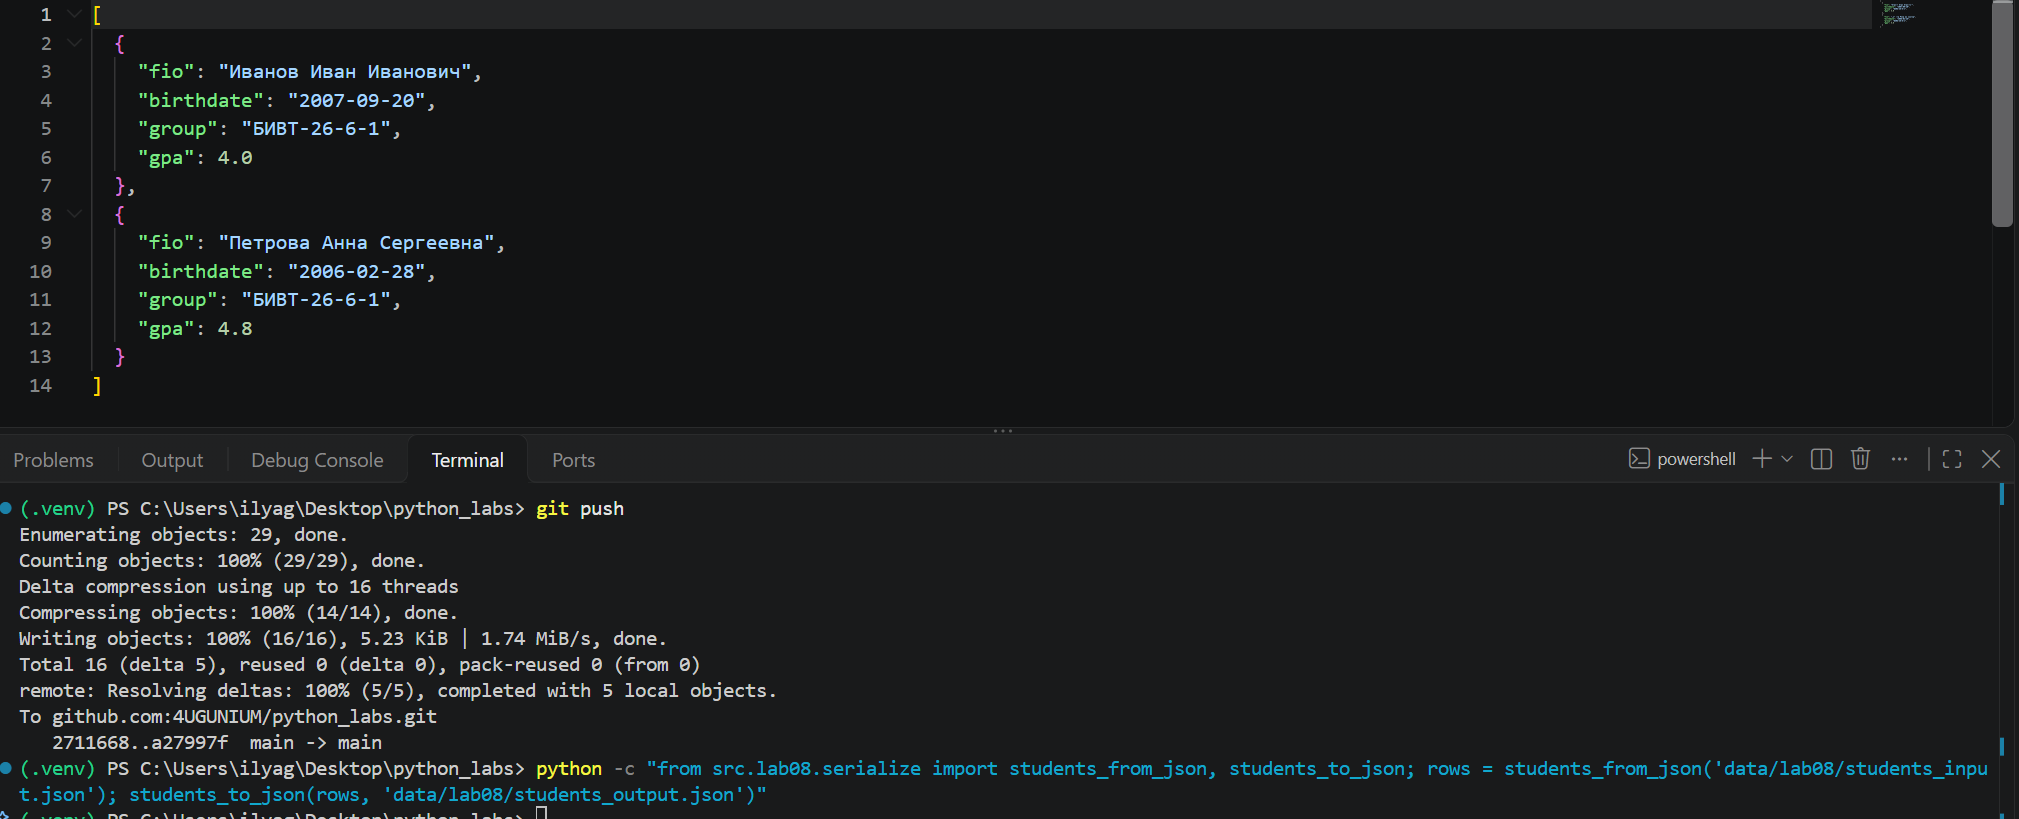 1 [
2 {
3 "fio": "Иванов Иван Иванович",
4 "birthdate": "2007-09-20",
5 "group": "БИВТ-26-6-1",
6 "gpa": 4.0
7 },
8 {
9 "fio": "Петрова Анна Сергеевна",
10 "birthdate": "2006-02-28",
11 "group": "БИВТ-26-6-1",
12 "gpa": 4.8
13 }
14 ]
Problems Output Debug Console Terminal Ports powershell
(.venv) PS C:\Users\ilyag\Desktop\python_labs> git push
Enumerating objects: 29, done.
Counting objects: 100% (29/29), done.
Delta compression using up to 16 threads
Compressing objects: 100% (14/14), done.
Writing objects: 100% (16/16), 5.23 KiB | 1.74 MiB/s, done.
Total 16 (delta 5), reused 0 (delta 0), pack-reused 0 (from 0)
remote: Resolving deltas: 100% (5/5), completed with 5 local objects.
To github.com:4UGUNIUM/python_labs.git
2711668..a27997f main -> main
(.venv) PS C:\Users\ilyag\Desktop\python_labs> python -c "from src.lab08.serialize import students_from_json, students_to_json; rows = students_from_json('data/lab08/students_inpu
t.json'); students_to_json(rows, 'data/lab08/students_output.json')"
(.venv) PS C:\Users\ilyag\Desktop\python_labs>